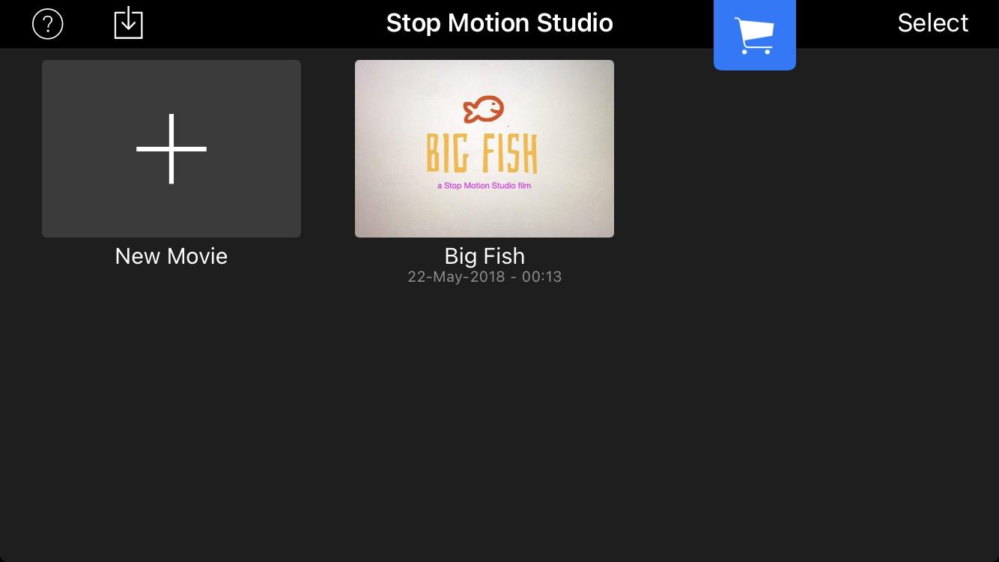 ?
Stop Motion Studio
Select
BIG FISH
a Stop Motion Studio film
New Movie
Big Fish
22-May-2018 - 00:13